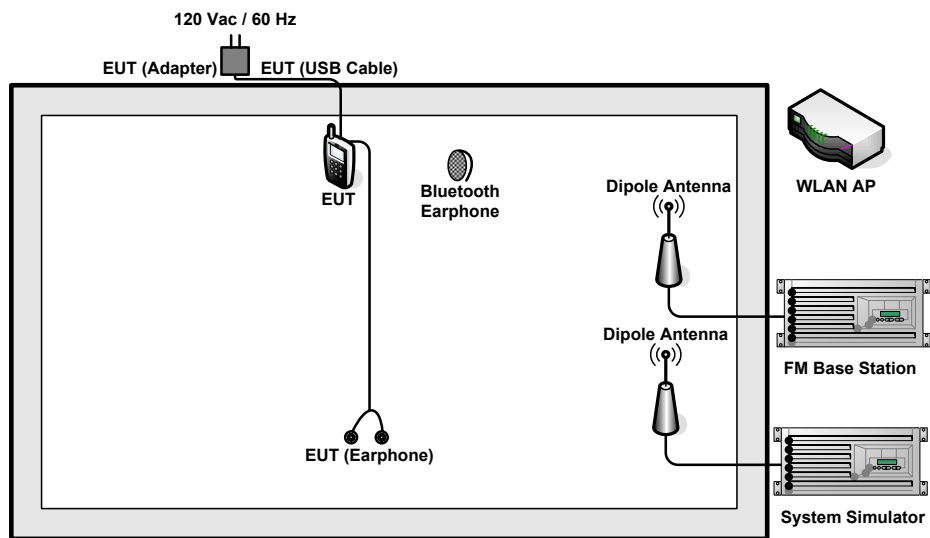 120 Vac / 60 Hz
EUT (Adapter)
EUT (USB Cable)
EUT
Bluetooth
Earphone
Dipole Antenna
WLAN AP
Dipole Antenna
FM Base Station
EUT (Earphone)
System Simulator